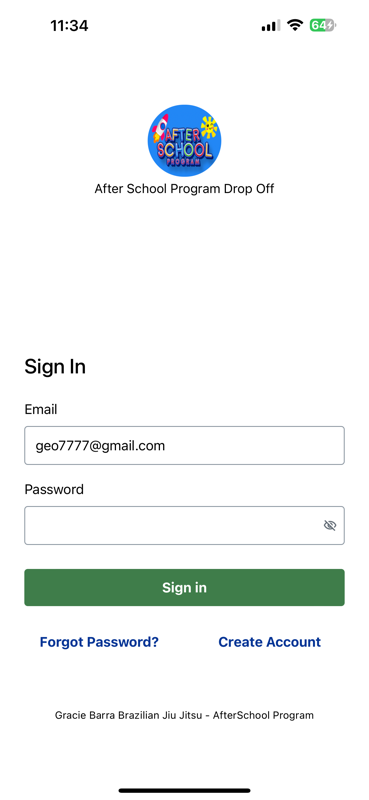 11:34
64
AFTER
SCHOOL
PROGRAM
After School Program Drop Off
Sign In
Email
geo7777@gmail.com
Password
Sign in
Forgot Password? Create Account
Gracie Barra Brazilian Jiu Jitsu - AfterSchool Program